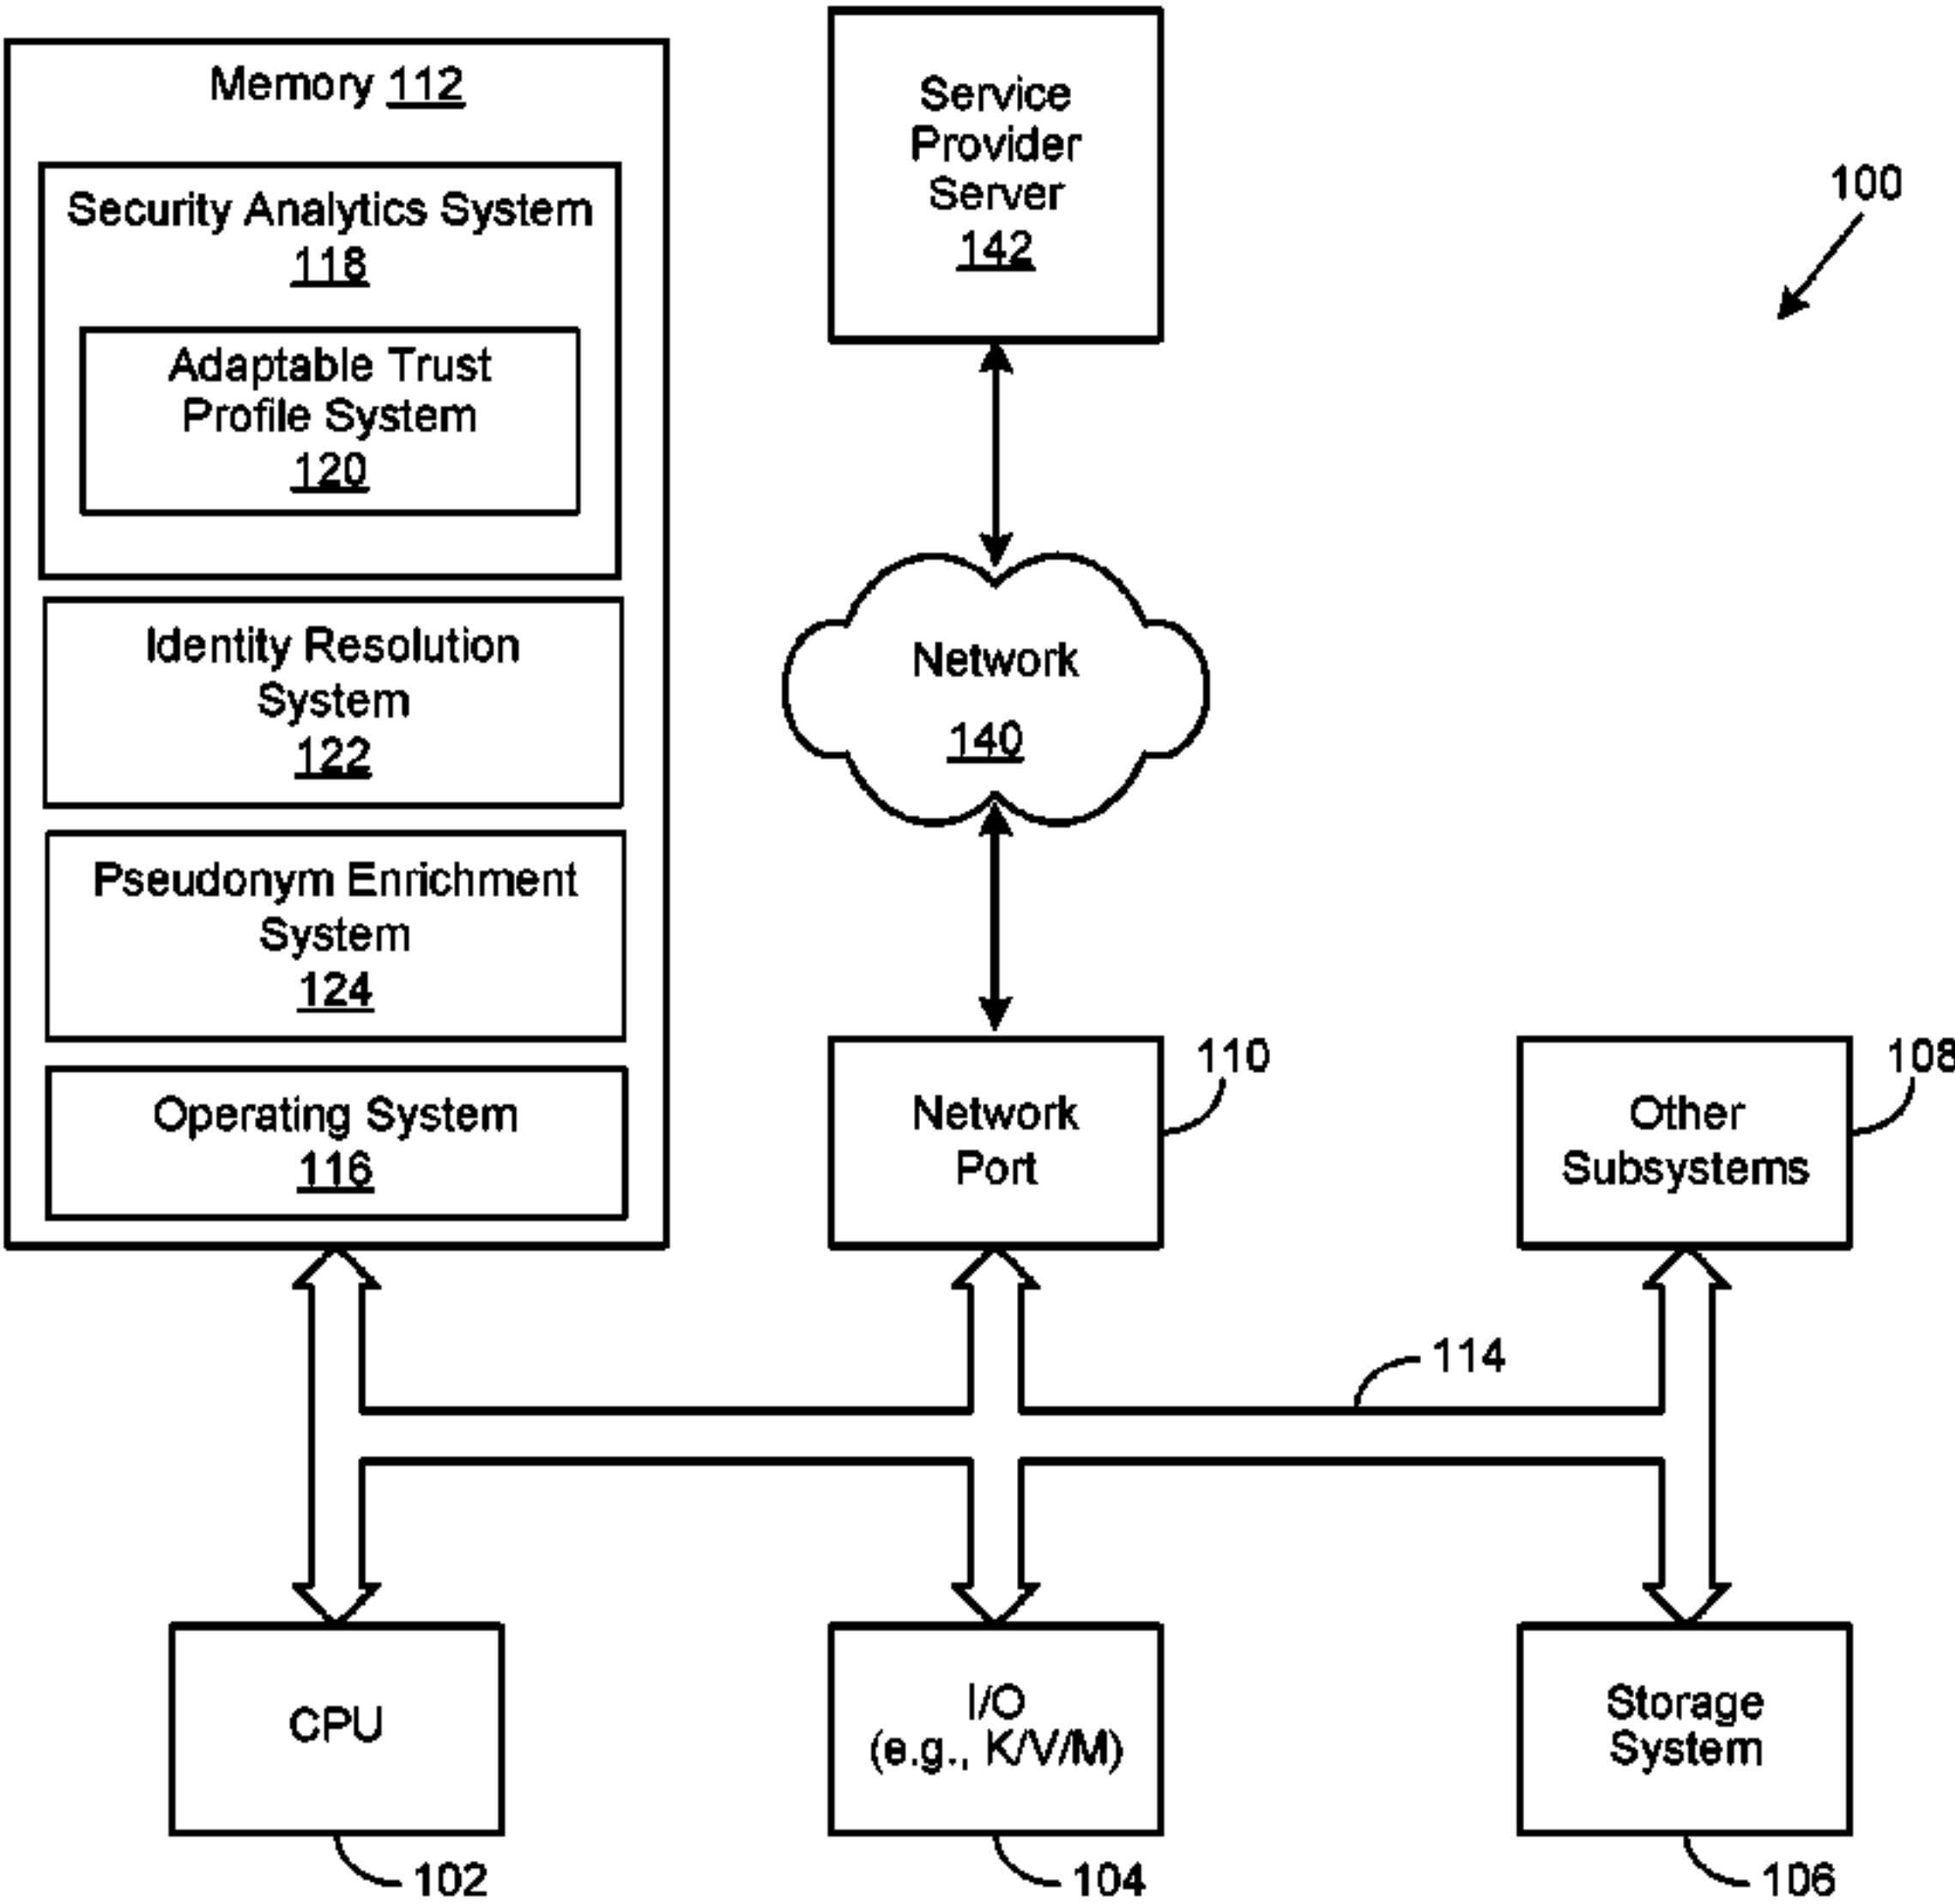 Memory 112
Security Analytics System
118
Adaptable Trust
Profile System
120
Identity Resolution
System
122
Pseudonym Enrichment
System
124
Operating System
116
Service
Provider
Server
142
100
Network
140
Network
Port
110
Other
Subsystems
108
114
CPU
102
I/O
(e.g., K/V/M)
104
Storage
System
106